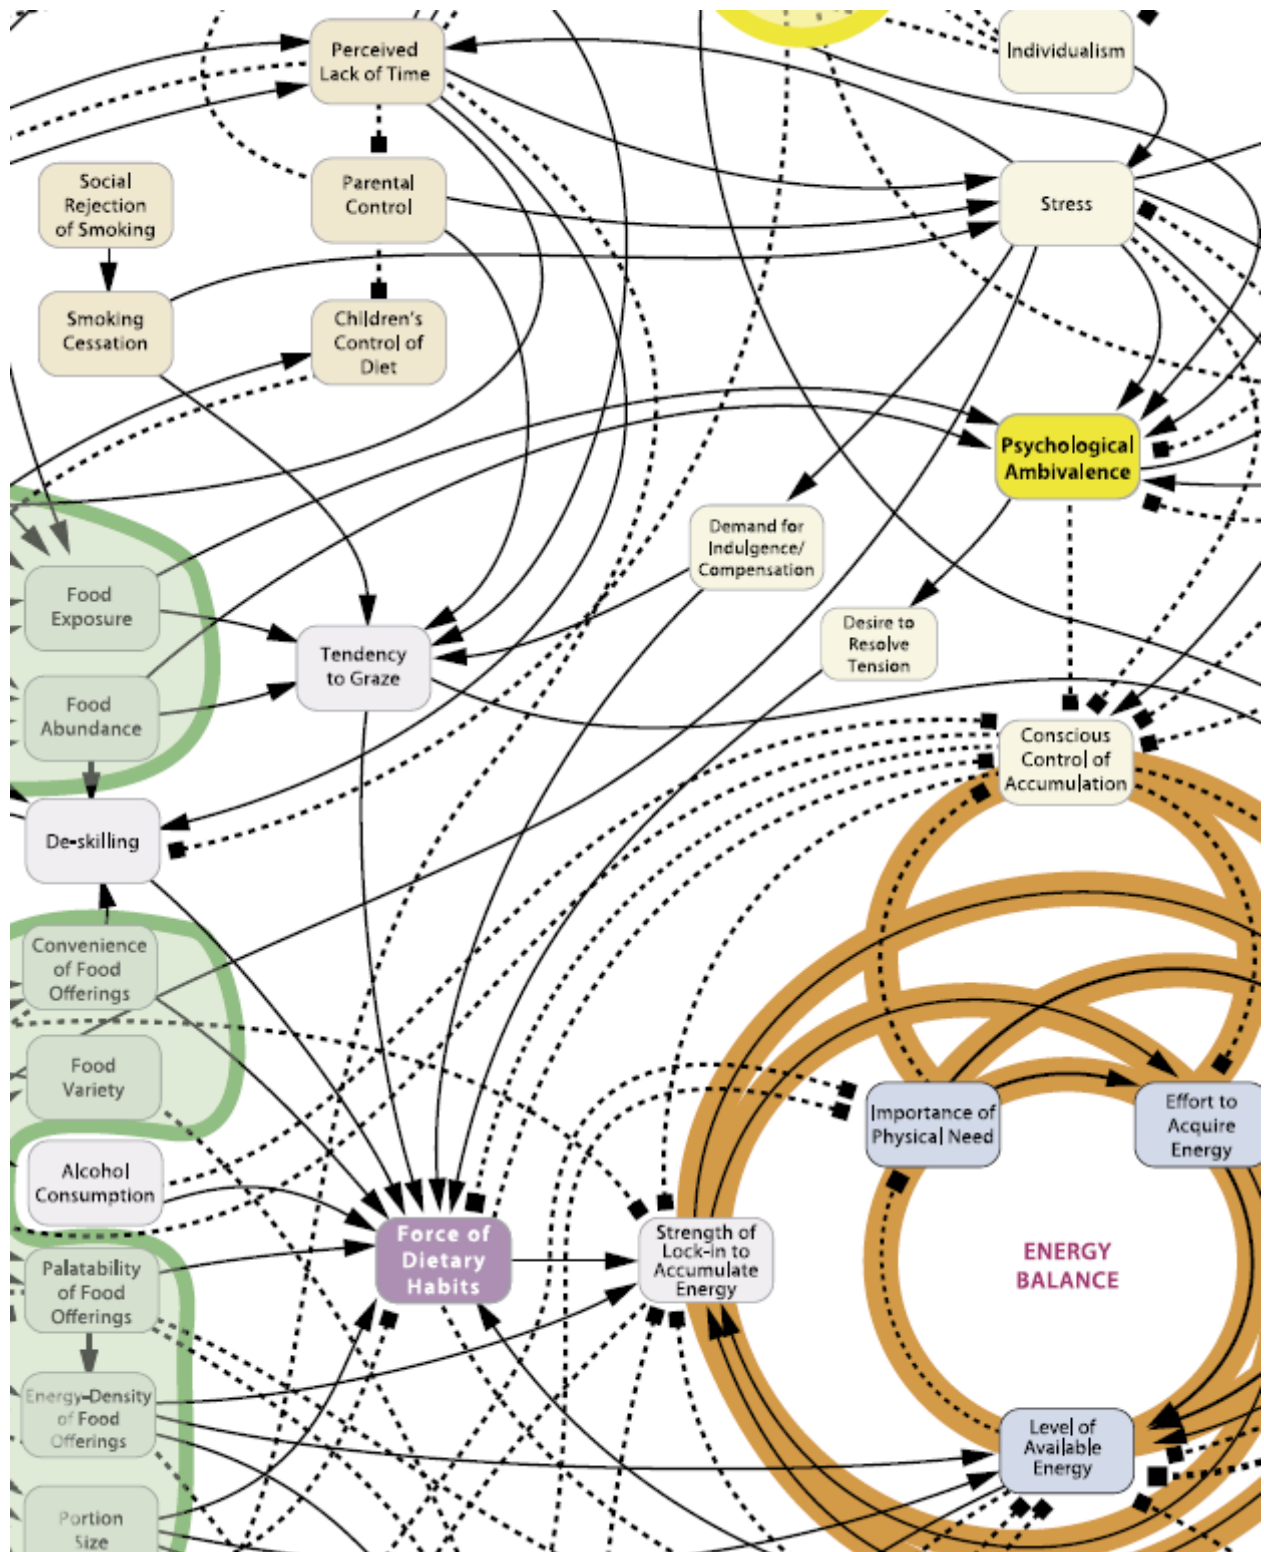 Perceived
Lack of Time
Individualism
Social
Rejection
of Smoking
Parental
Control
Stress
Smoking
Cessation
Children's
Control of
Diet
Psychological
Ambivalence
Demand for
Indulgence/
Compensation
Food
Exposure
Desire to
Resolve
Tension
Tendency
to Graze
Food
Abundance
Conscious
Control of
Accumulation
De-skilling
Convenience
of Food
Offerings
Food
Variety
Importance of
Physical Need
Effort to
Acquire
Energy
Alcohol
Consumption
Force of
Dietary
Habits
Strength of
Lock-in to
Accumulate
Energy
ENERGY
BALANCE
Palatability
of Food
Offerings
Energy-Density
of Food
Offerings
Level of
Available
Energy
Portion
Size